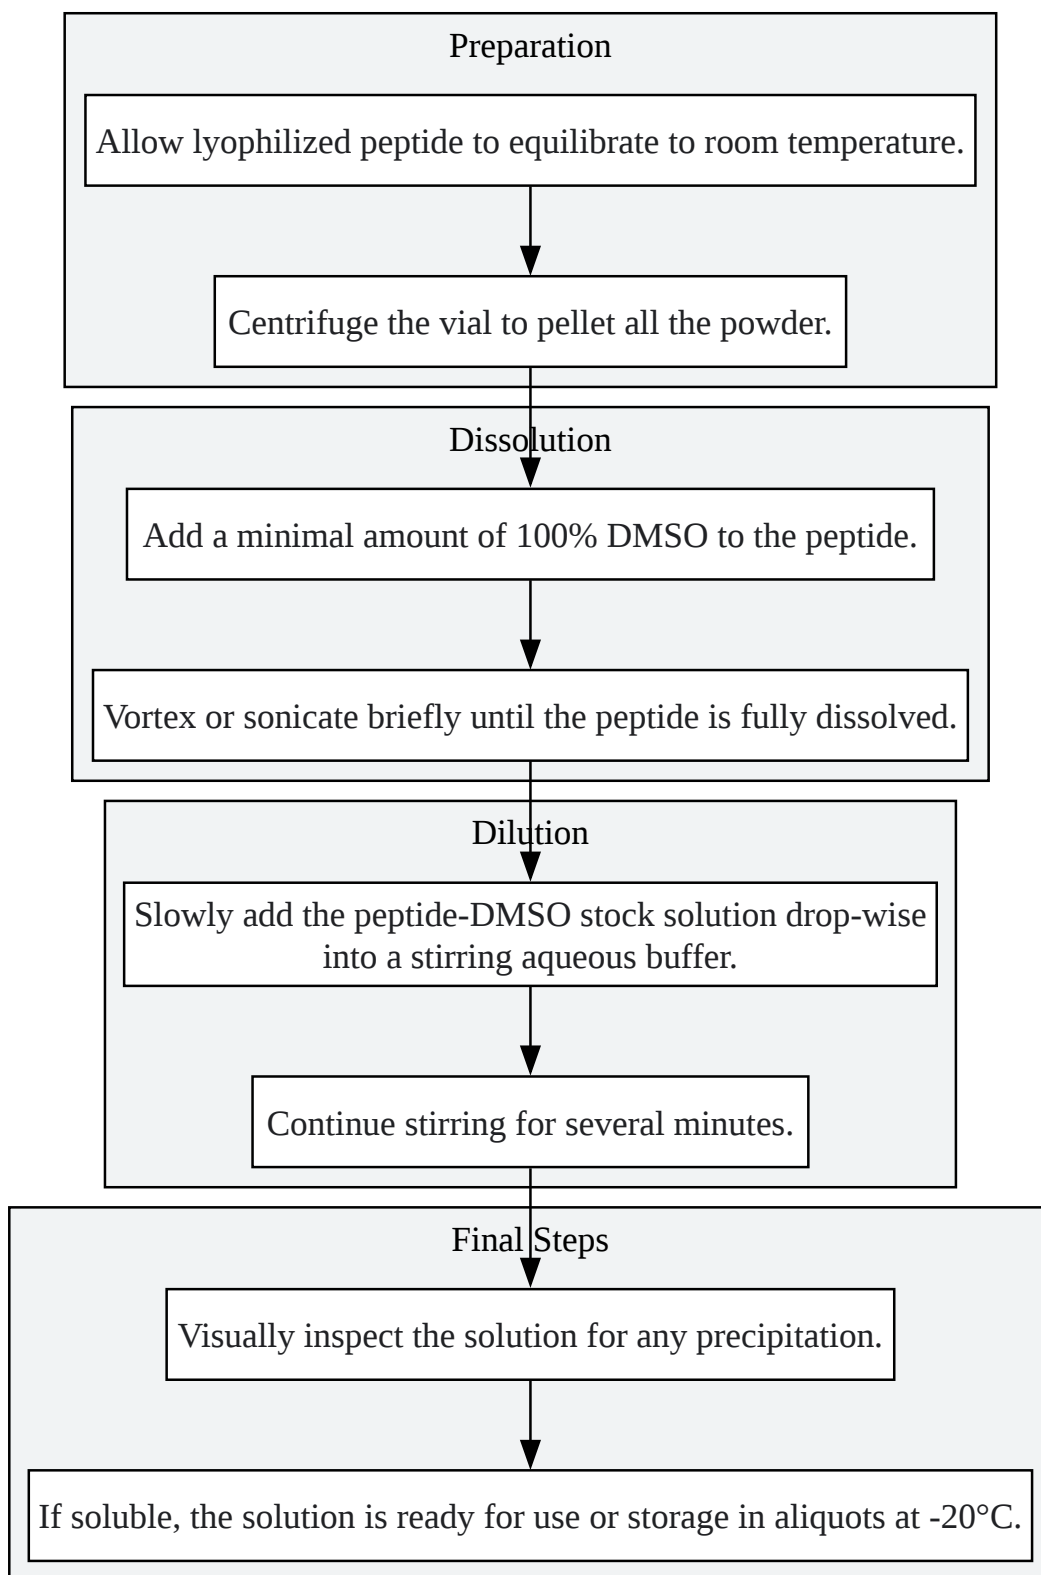 Preparation
Allow lyophilized peptide to equilibrate to room temperature.
Centrifuge the vial to pellet all the powder.
Dissolution
Add a minimal amount of 100% DMSO to the peptide.
Vortex or sonicate briefly until the peptide is fully dissolved.
Dilution
Slowly add the peptide-DMSO stock solution drop-wise
into a stirring aqueous buffer.
Continue stirring for several minutes.
Final Steps
Visually inspect the solution for any precipitation.
If soluble, the solution is ready for use or storage in aliquots at -20°C.